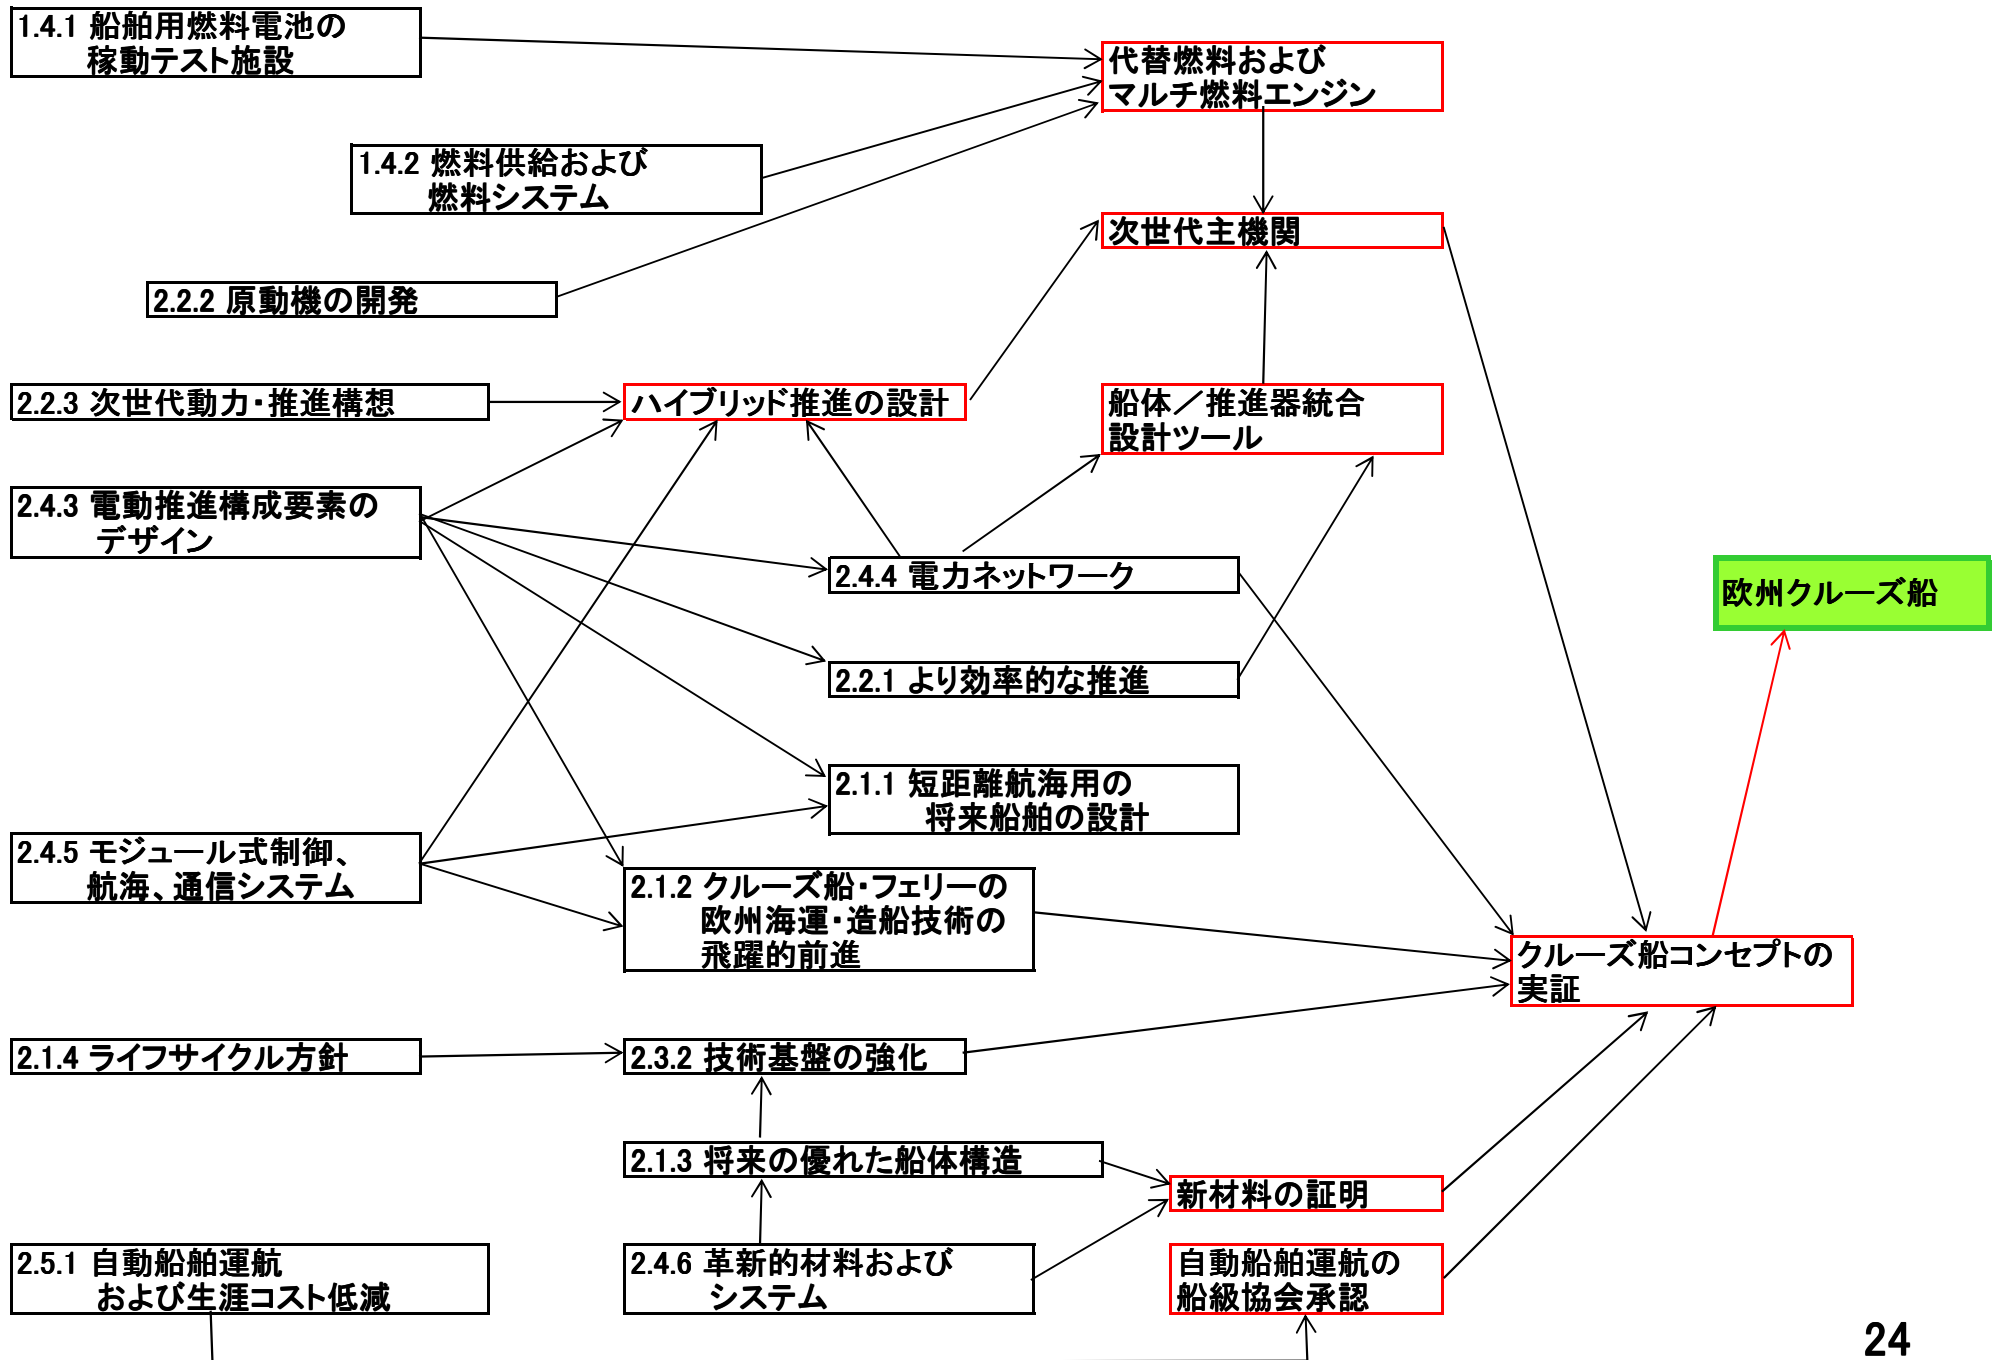 1.4.1 船舶用燃料電池の
稼動テスト施設
代替燃料および
マルチ燃料エンジン
1.4.2 燃料供給および
燃料システム
次世代主機関
2.2.2 原動機の開発
2.2.3 次世代動力・推進構想
ハイブリッド推進の設計
船体／推進器統合
設計ツール
2.4.3 電動推進構成要素の
デザイン
2.4.4 電力ネットワーク
欧州クルーズ船
2.2.1 より効率的な推進
2.1.1 短距離航海用の
将来船舶の設計
2.4.5 モジュール式制御、
航海、通信システム
2.1.2 クルーズ船・フェリーの
欧州海運・造船技術の
飛躍的前進
クルーズ船コンセプトの
実証
2.1.4 ライフサイクル方針
2.3.2 技術基盤の強化
2.1.3 将来の優れた船体構造
新材料の証明
2.5.1 自動船舶運航
および生涯コスト低減
2.4.6 革新的材料および
システム
自動船舶運航の
船級協会承認
24